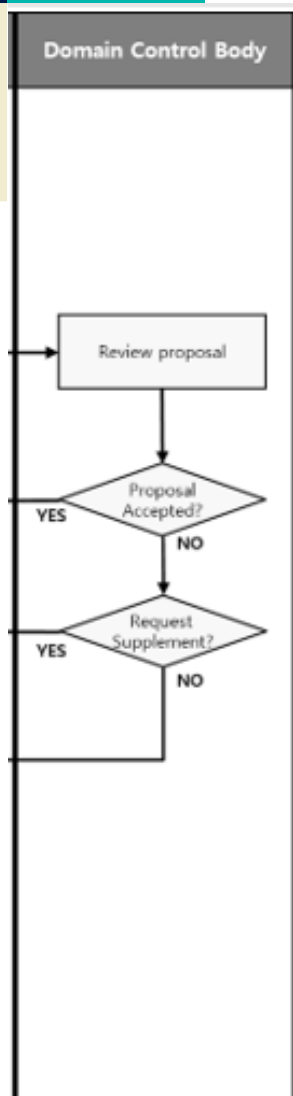 Domain Control Body
Review proposal
Proposal
Accepted?
YES
NO
Request
Supplement?
YES
NO